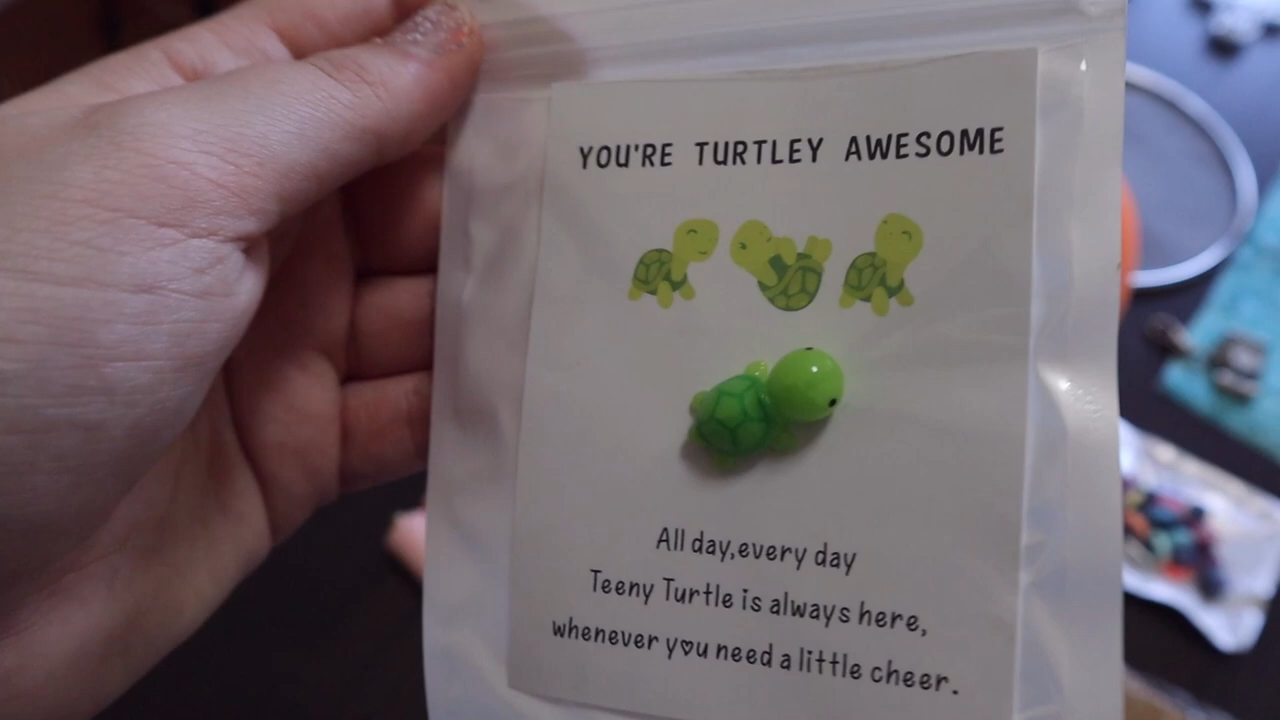 YOU'RE TURTLEY AWESOME
All day,every day
Teeny Turtle is always here,
whenever you need a little cheer.